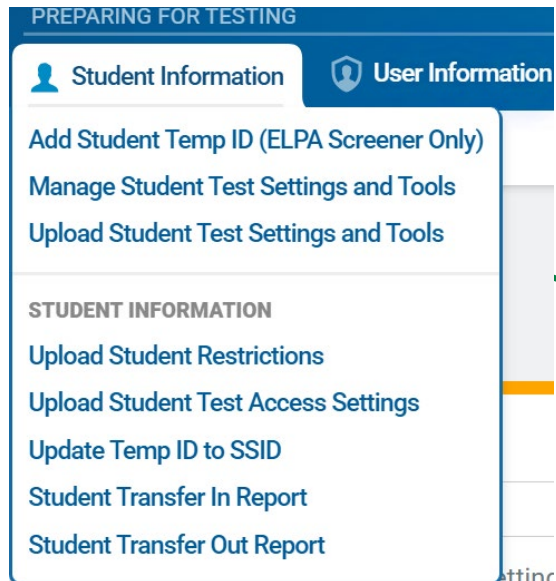 PREPARING FOR TESTING
Student Information
User Information
Add Student Temp ID (ELPA Screener Only)
Manage Student Test Settings and Tools
Upload Student Test Settings and Tools
STUDENT INFORMATION
Upload Student Restrictions
Upload Student Test Access Settings
Update Temp ID to SSID
Student Transfer In Report
Student Transfer Out Report